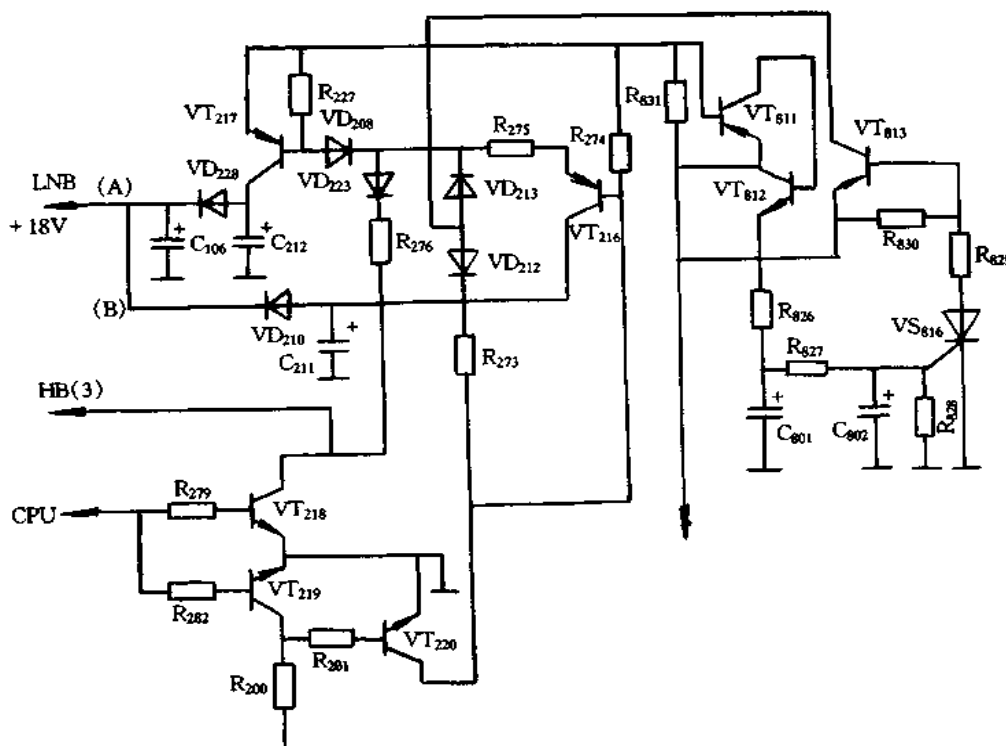 R227
VT217
VD208
R275
R274
R831
VT811
VT813
VD228
VD223
VD213
VT812
LNB
(A)
+18V
C106
C212
R276
VT216
R830
VD212
(B)
VD210
C211
R273
R826
VS816
R827
HB(3)
C801
C802
R828
R279
CPU
VT218
R282
VT219
R281
VT220
R200